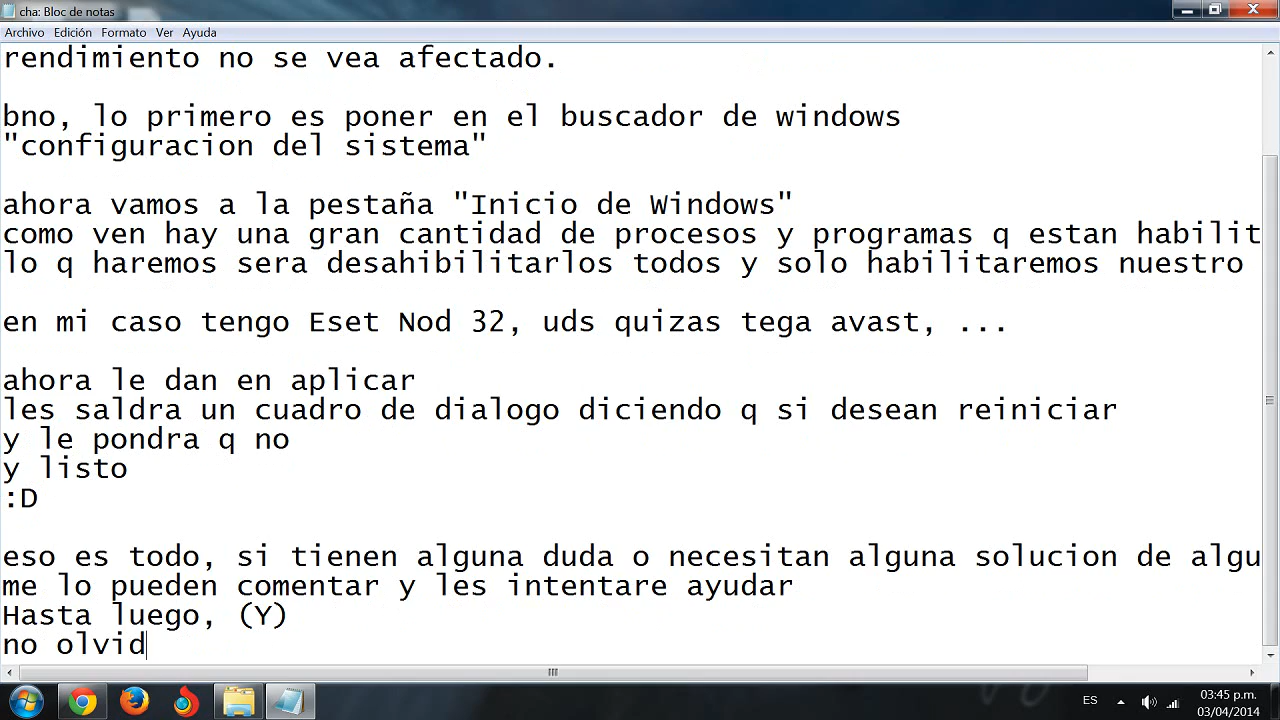 cha: Bloc de notas
Archivo Edición Formato Ver Ayuda
rendimiento no se vea afectado.
bno, lo primero es poner en el buscador de windows
"configuracion del sistema"
ahora vamos a la pestaña "Inicio de Windows"
como ven hay una gran cantidad de procesos y programas q estan habilit
lo q haremos sera desahibilitarlos todos y solo habilitaremos nuestro
en mi caso tengo Eset Nod 32, uds quizas tega avast, ...
ahora le dan en aplicar
les saldra un cuadro de dialogo diciendo q si desean reiniciar
y le pondra q no
y listo
:D
eso es todo, si tienen alguna duda o necesitan alguna solucion de algu
me lo pueden comentar y les intentare ayudar
Hasta luego, (Y)
no olvid
ES
03:45 p.m.
03/04/2014